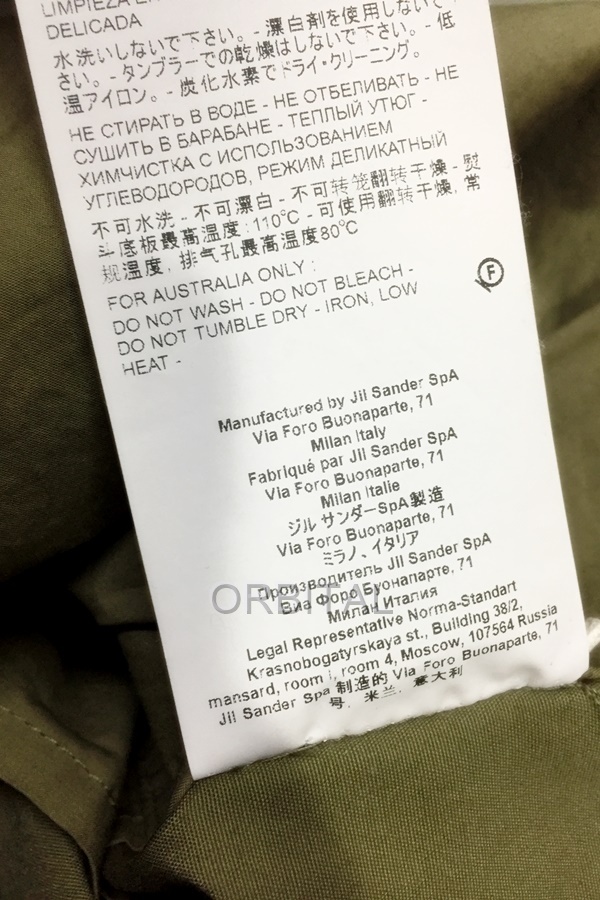 LIMPIEZA
DELICADA
水洗いしないで下さい。- 漂白剤を使用しないで
さい。- タンブラーでの乾燥はしないで下さい。- 低
温アイロン。- 炭化水素でドライ・クリーニング。
НЕ СТИРАТЬ В ВОДЕ - НЕ ОТБЕЛИВАТЬ - НЕ
СУШИТЬ В БАРАБАНЕ - ТЕПЛЫЙ УТЮГ -
ХИМЧИСТКА С ИСПОЛЬЗОВАНИЕМ
УГЛЕВОДОРОДОВ, РЕЖИМ ДЕЛИКАТНЫЙ
不可水洗 - 不可漂白 - 不可转笼翻转干燥 - 熨
斗底板最高温度:110°C - 可使用翻转干燥, 常
规温度, 排气孔最高温度80°C
FOR AUSTRALIA ONLY :
DO NOT WASH - DO NOT BLEACH -
DO NOT TUMBLE DRY - IRON, LOW
HEAT -
F
Manufactured by Jil Sander SpA
Via Foro Buonaparte, 71
Milan Italy
Fabriqué par Jil Sander SpA
Via Foro Buonaparte, 71
Milan Italie
ジル サンダーSpA製造
Via Foro Buonaparte, 71
ミラノ、イタリア
Производитель Jil Sander SpA
Виа Форо Буонапарте, 71
Милан Италия
ORBITAL
Legal Representative Norma-Standart
Krasnobogatyrskaya st., Building 38/2,
mansard, room i, room 4, Moscow, 107564 Russia
Jil Sander Spa 制造的 Via Foro Buonaparte, 71
号, 米兰, 意大利